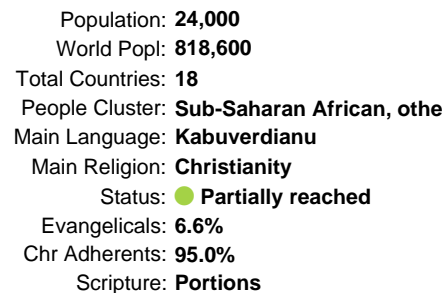 Population: 24,000
World Popl: 818,600
Total Countries: 18
People Cluster: Sub-Saharan African, othe
Main Language: Kabuverdianu
Main Religion: Christianity
Status: Partially reached
Evangelicals: 6.6%
Chr Adherents: 95.0%
Scripture: Portions